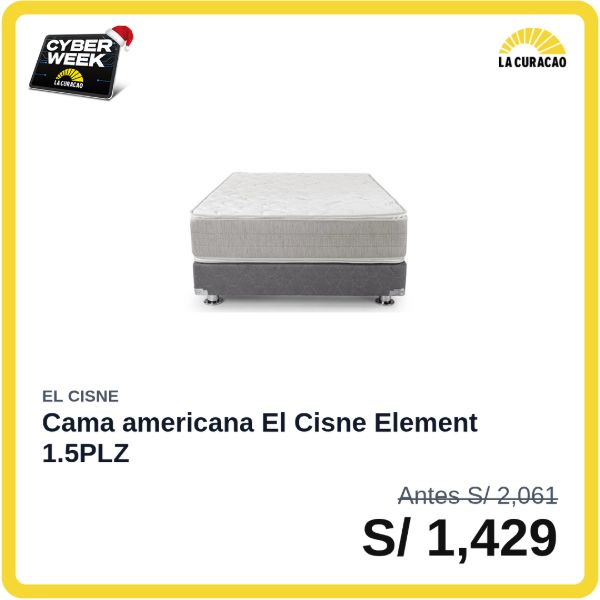 CYBER
WEEK
LA CURACAO
LA CURACAO
EL CISNE
Cama americana El Cisne Element
1.5PLZ
Antes S/ 2,061
S/ 1,429